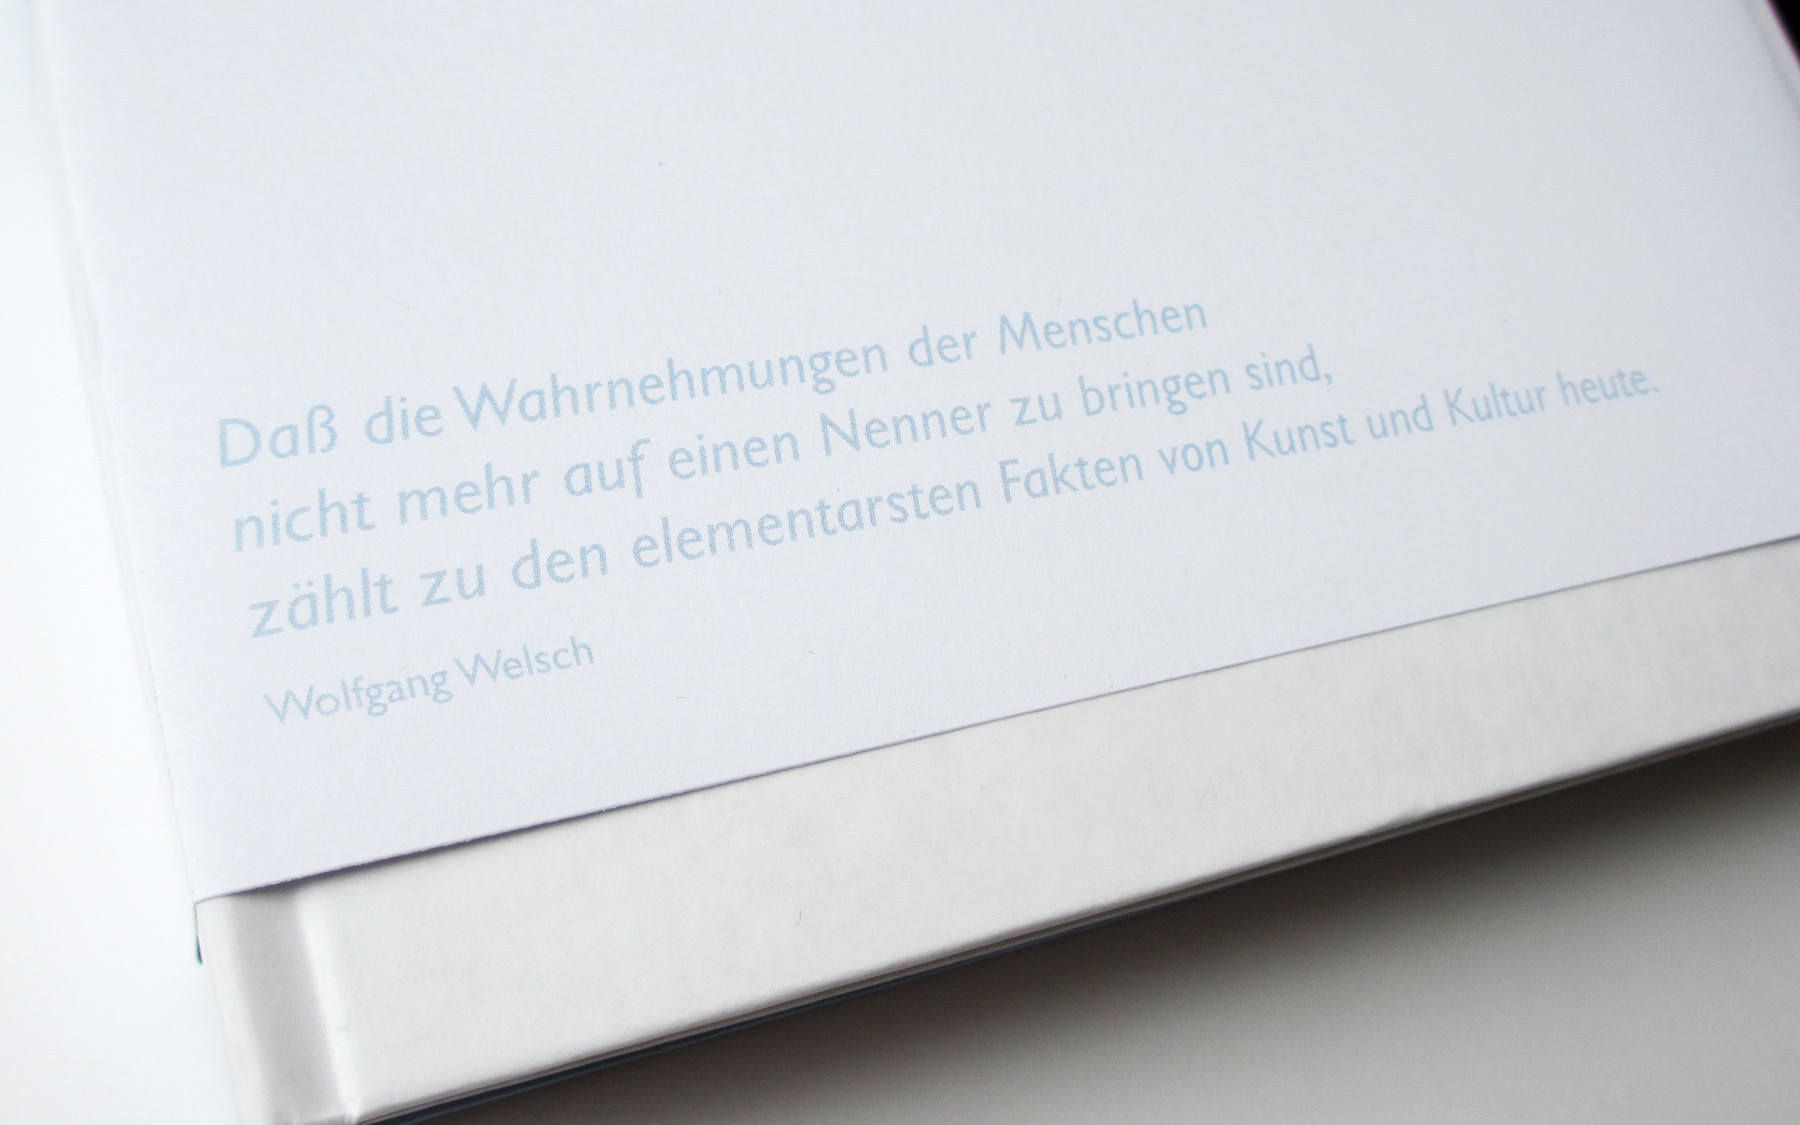 Daß die Wahrnehmungen der Menschen
nicht mehr auf einen Nenner zu bringen sind,
zählt zu den elementarsten Fakten von Kunst und Kultur heute.
Wolfgang Welsch